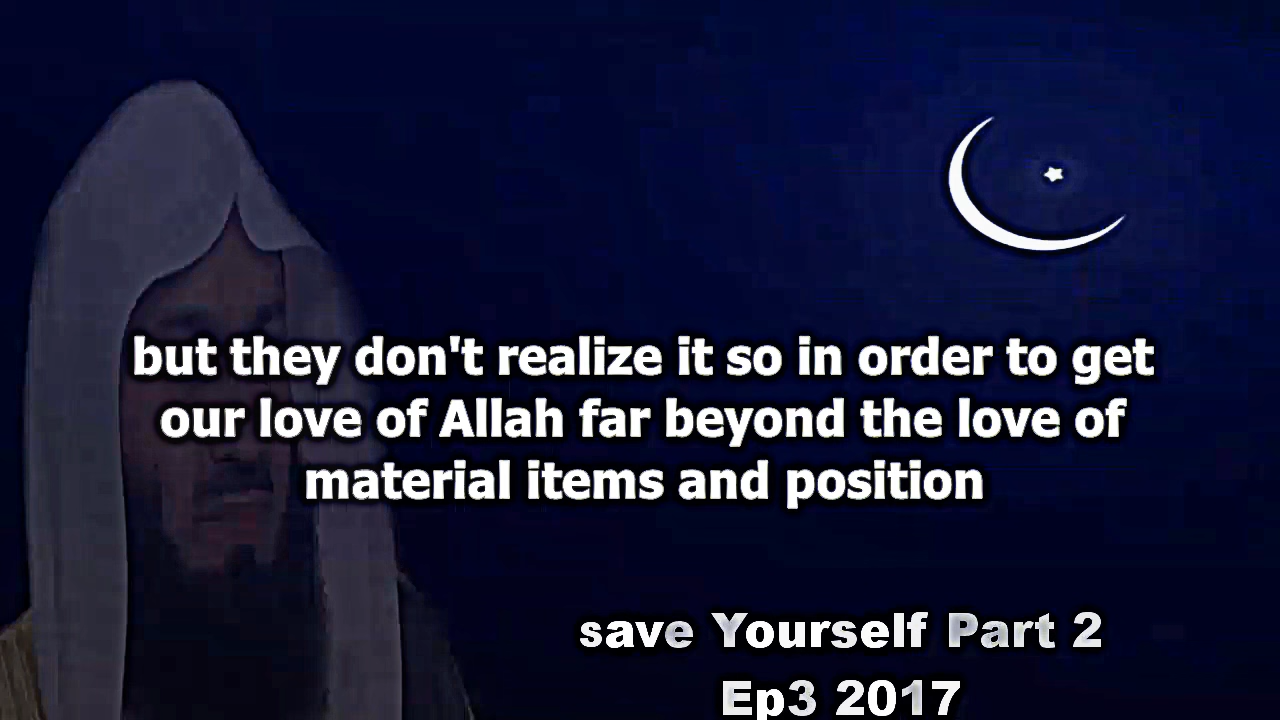 but they don't realize it so in order to get
our love of Allah far beyond the love of
material items and position
save Yourself Part 2
Ep3 2017